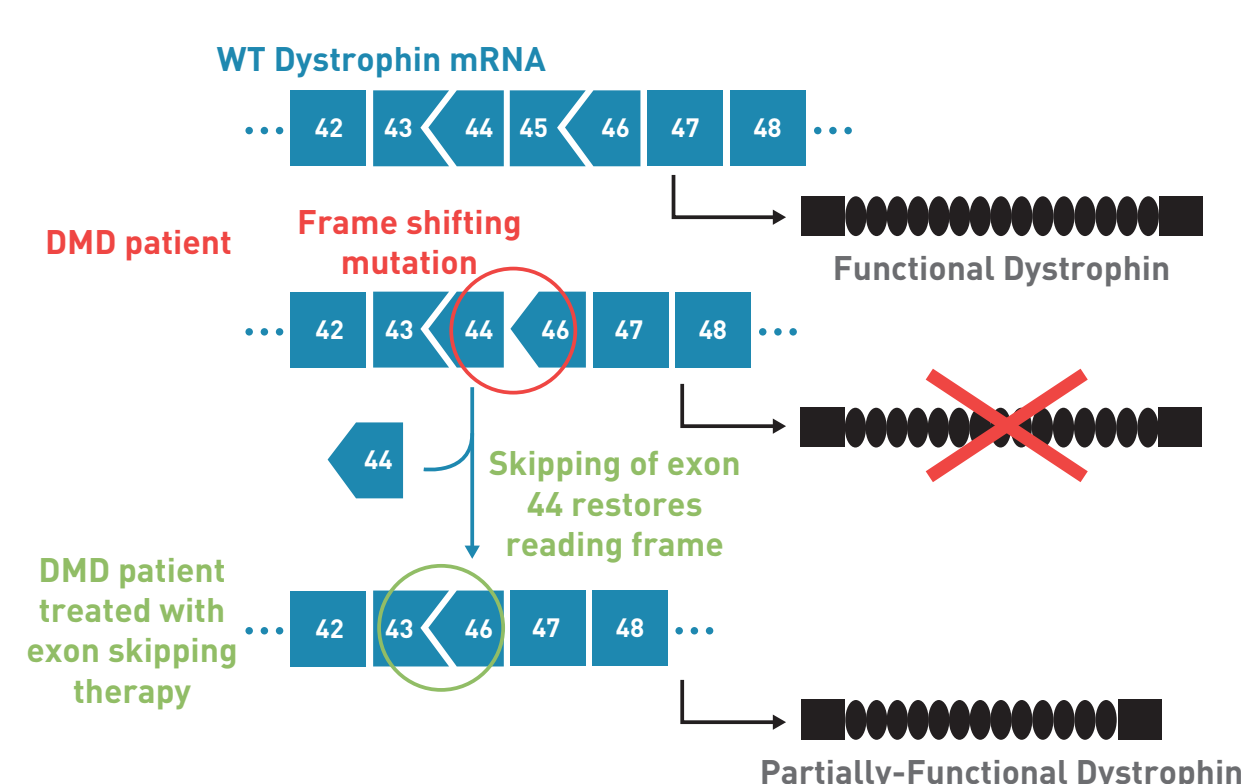 WT Dystrophin mRNA
••• 42 43 44 45 46 47 48 •••
Functional Dystrophin
DMD patient
Frame shifting
mutation
••• 42 43 44 46 47 48 •••
44
Skipping of exon
44 restores
reading frame
DMD patient
treated with
exon skipping
therapy
••• 42 43 46 47 48 •••
Partially-Functional Dystrophin